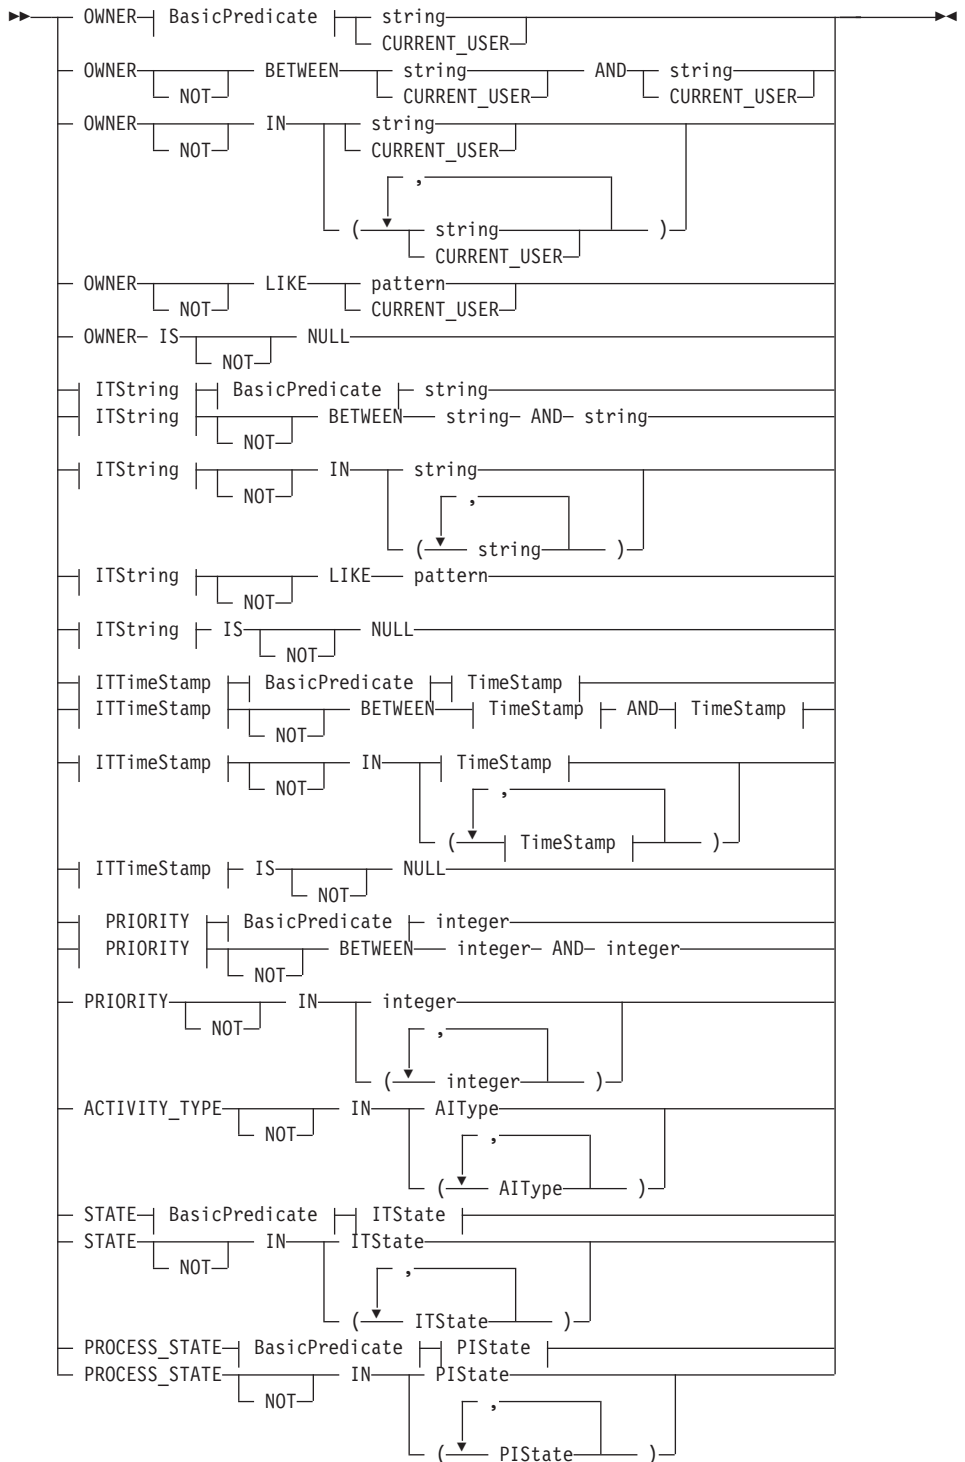 OWNER BasicPredicate string
CURRENT_USER
OWNER BETWEEN string AND string
NOT CURRENT_USER CURRENT_USER
OWNER IN string
NOT CURRENT_USER
,
( string )
CURRENT_USER
OWNER LIKE pattern
NOT CURRENT_USER
OWNER IS NULL
NOT
ITString BasicPredicate string
ITString BETWEEN string AND string
NOT
ITString IN string
NOT ,
( string )
ITString LIKE pattern
NOT
ITString IS NULL
NOT
ITTimeStamp BasicPredicate TimeStamp
ITTimeStamp BETWEEN TimeStamp AND TimeStamp
NOT
ITTimeStamp IN TimeStamp
NOT ,
( TimeStamp )
ITTimeStamp IS NULL
NOT
PRIORITY BasicPredicate integer
PRIORITY BETWEEN integer AND integer
NOT
PRIORITY IN integer
NOT ,
( integer )
ACTIVITY_TYPE IN AIType
NOT ,
( AIType )
STATE BasicPredicate ITState
STATE IN ITState
NOT ,
( ITState )
PROCESS_STATE BasicPredicate PIState
PROCESS_STATE IN PIState
NOT ,
( PIState )